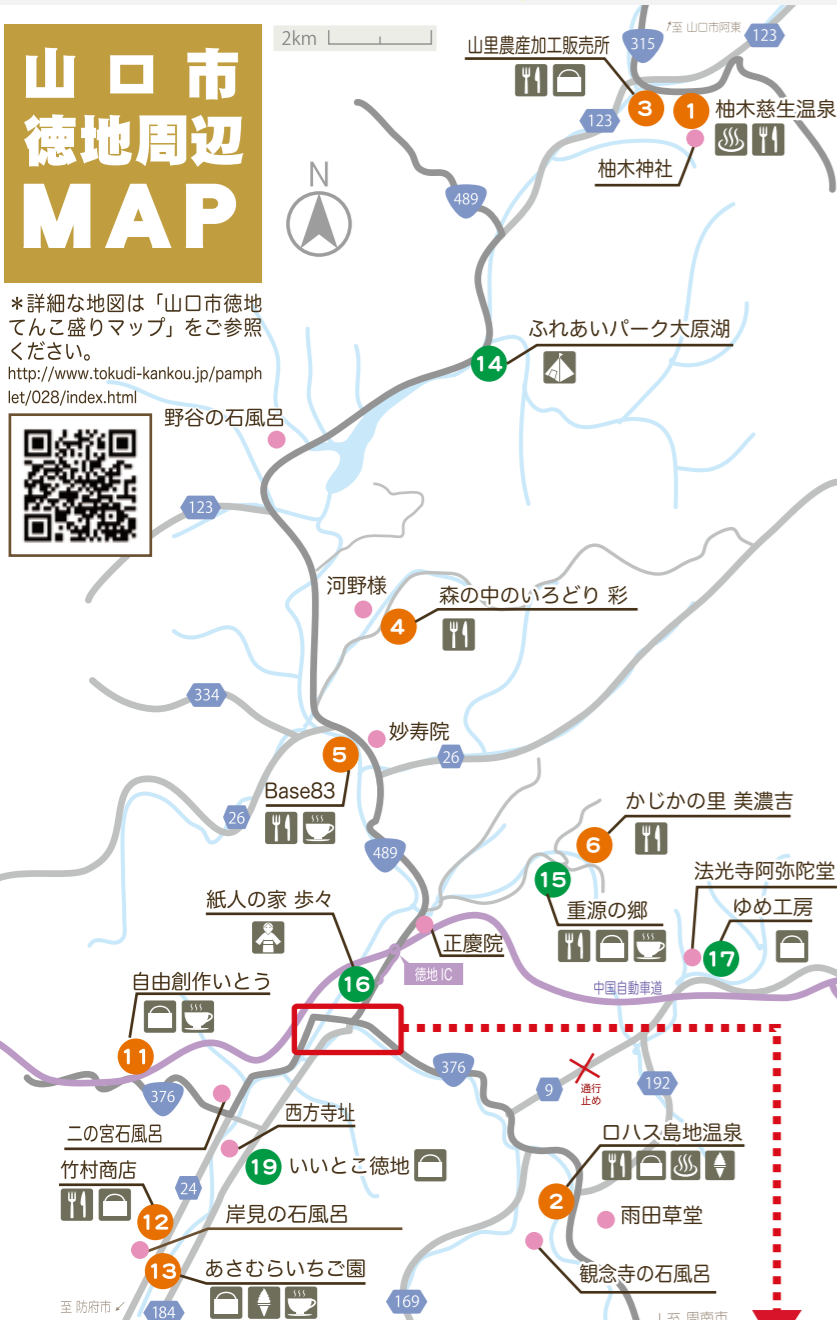 山口市
徳地周辺
MAP
＊詳細な地図は「山口市徳地
てんこ盛りマップ」をご参照
ください。
http://www.tokudi-kankou.jp/pamph
let/028/index.html
2km
N
山里農産加工販売所
315
至 山口市阿東
123
3
1
柚木慈生温泉
123
柚木神社
489
ふれあいパーク大原湖
14
野谷の石風呂
123
河野様
森の中のいろどり 彩
4
334
妙寿院
5
26
Base83
26
489
かじかの里 美濃吉
6
15
法光寺阿弥陀堂
重源の郷
ゆめ工房
17
紙人の家 歩々
正慶院
徳地IC
16
中国自動車道
自由創作いとう
11
376
376
9
通行
止め
192
二の宮石風呂
西方寺址
19
いいとこ徳地
ロハス島地温泉
竹村商店
24
2
12
岸見の石風呂
雨田草堂
13
あさむらいちご園
観念寺の石風呂
至 防府市
184
169
至 周南市